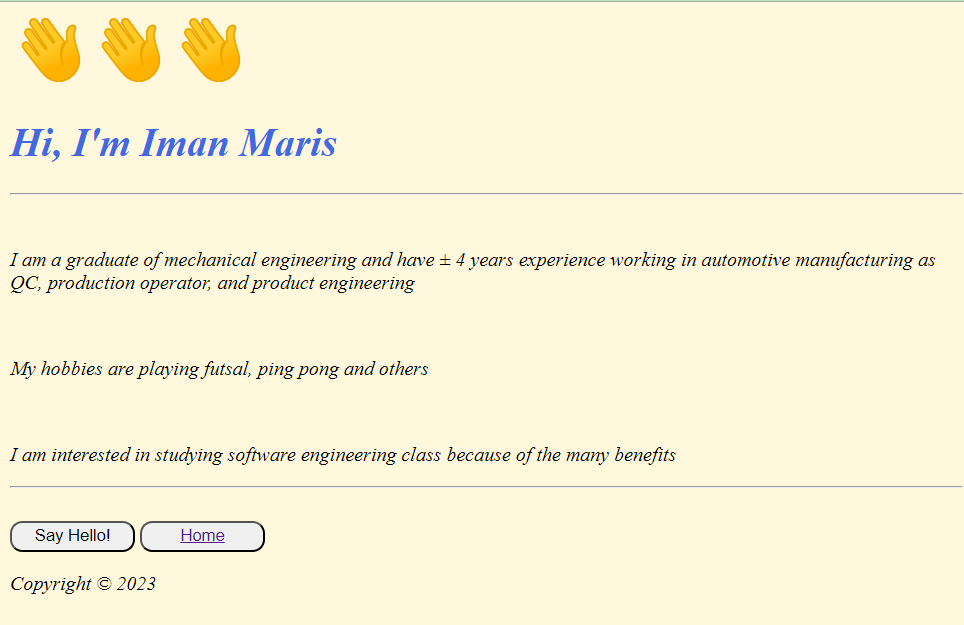 Hi, I'm Iman Maris
I am a graduate of mechanical engineering and have ± 4 years experience working in automotive manufacturing as
QC, production operator, and product engineering
My hobbies are playing futsal, ping pong and others
I am interested in studying software engineering class because of the many benefits
Say Hello! Home
Copyright © 2023